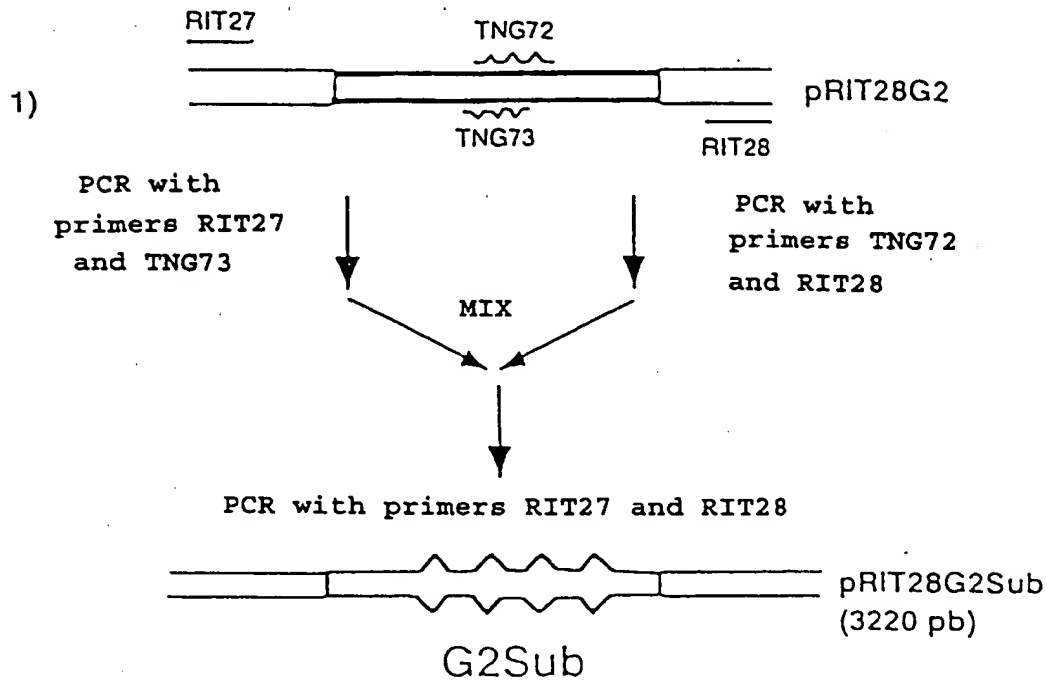 RIT27
TNG72
1)
pRIT28G2
TNG73
RIT28
PCR with
primers RIT27
and TNG73
PCR with
primers TNG72
and RIT28
MIX
PCR with primers RIT27 and RIT28
pRIT28G2Sub
(3220 pb)
G2Sub